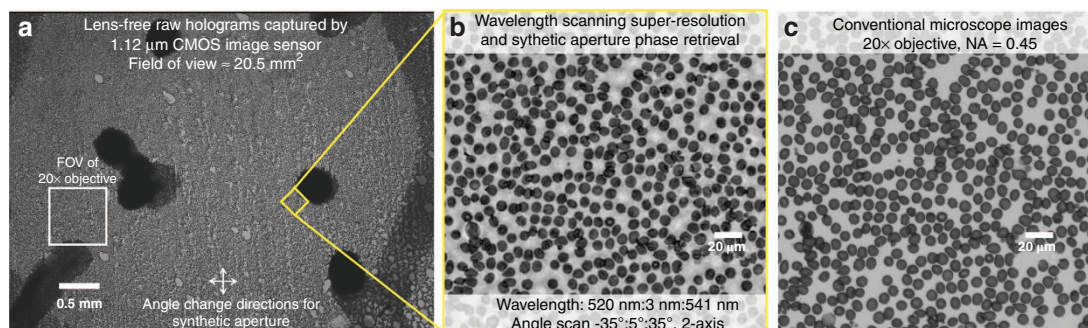 a
Lens-free raw holograms captured by
1.12 μm CMOS image sensor
Field of view ≈ 20.5 mm²
FOV of
20× objective
0.5 mm
Angle change directions for
synthetic aperture
b
Wavelength scanning super-resolution
and sythetic aperture phase retrieval
20 μm
Wavelength: 520 nm:3 nm:541 nm
Angle scan -35°:5°:35°, 2-axis
c
Conventional microscope images
20× objective, NA = 0.45
20 μm